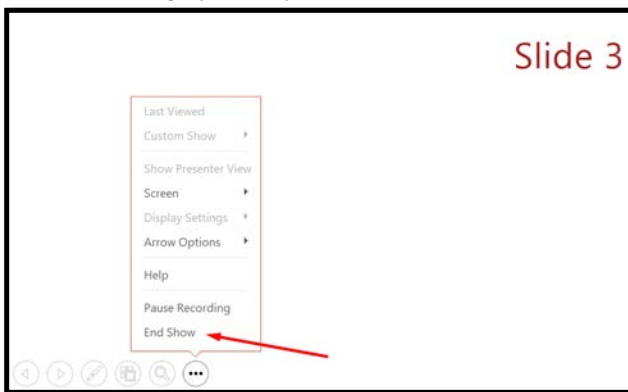 Slide 3
Last Viewed
Custom Show
Show Presenter View
Screen
Display Settings
Arrow Options
Help
Pause Recording
End Show